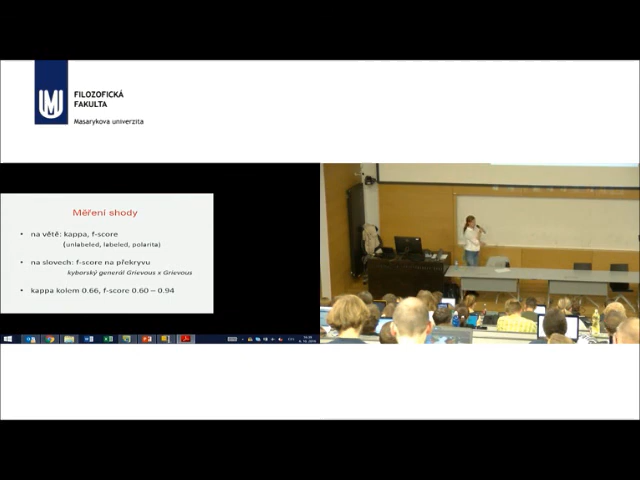 FILOZOFICKÁ
FAKULTA
Masarykova univerzita
Měření shody
• na větě: kappa, f-score
(unlabeled, labeled, polarita)
• na slovech: f-score na překryvu
kyborský generál Grievous x Grievous
• kappa kolem 0.66, f-score 0.60 – 0.94